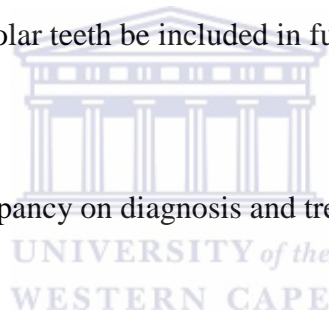 olar teeth be included in fu
pancy on diagnosis and tre
UNIVERSITY of the
WESTERN CAPE